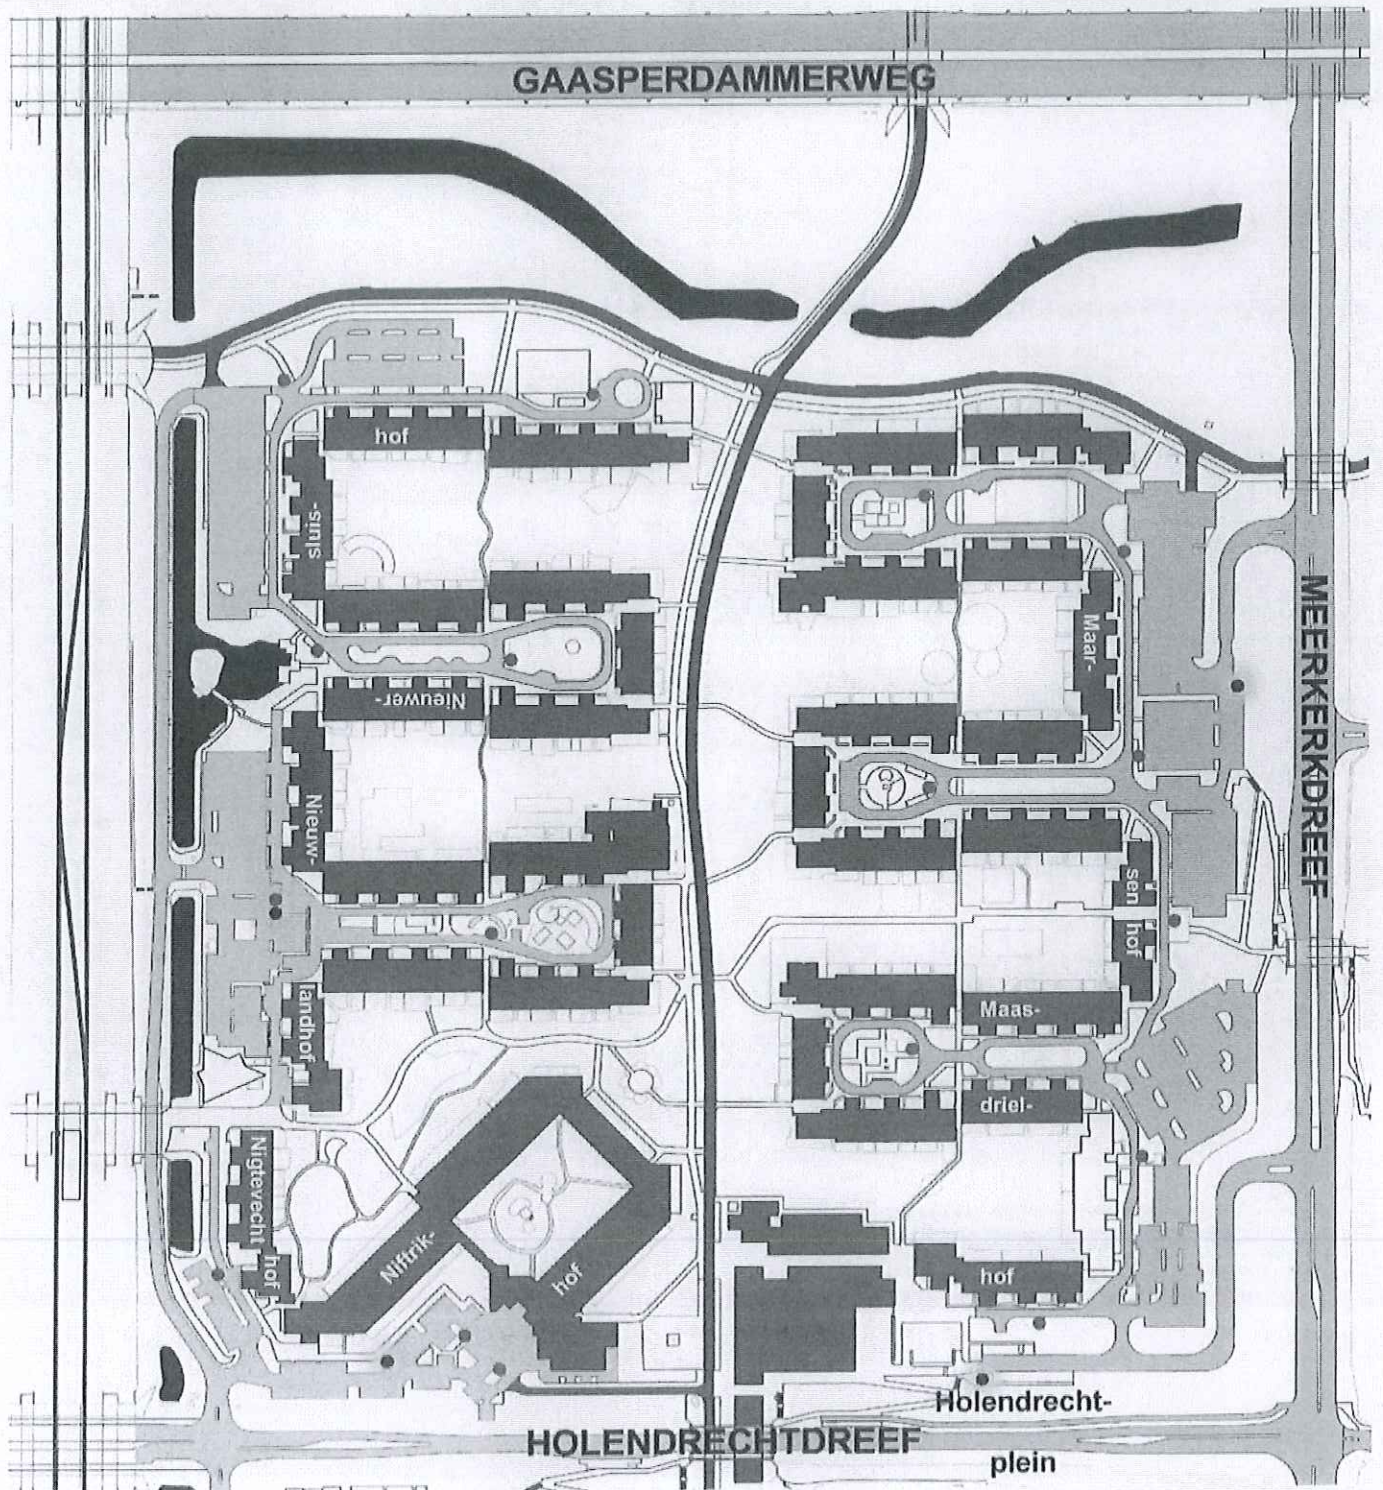 GAASPERDAMMERWEG
hof
sluis-
Nieuwer-
Maar-
MEERKERKDREEF
Nieuw-
sen
hof
landhof
Maas-
driel-
Nigtevecht
hof
Niftrik-
hof
hof
Holendrecht-
HOLENDRECHTDREEF
plein